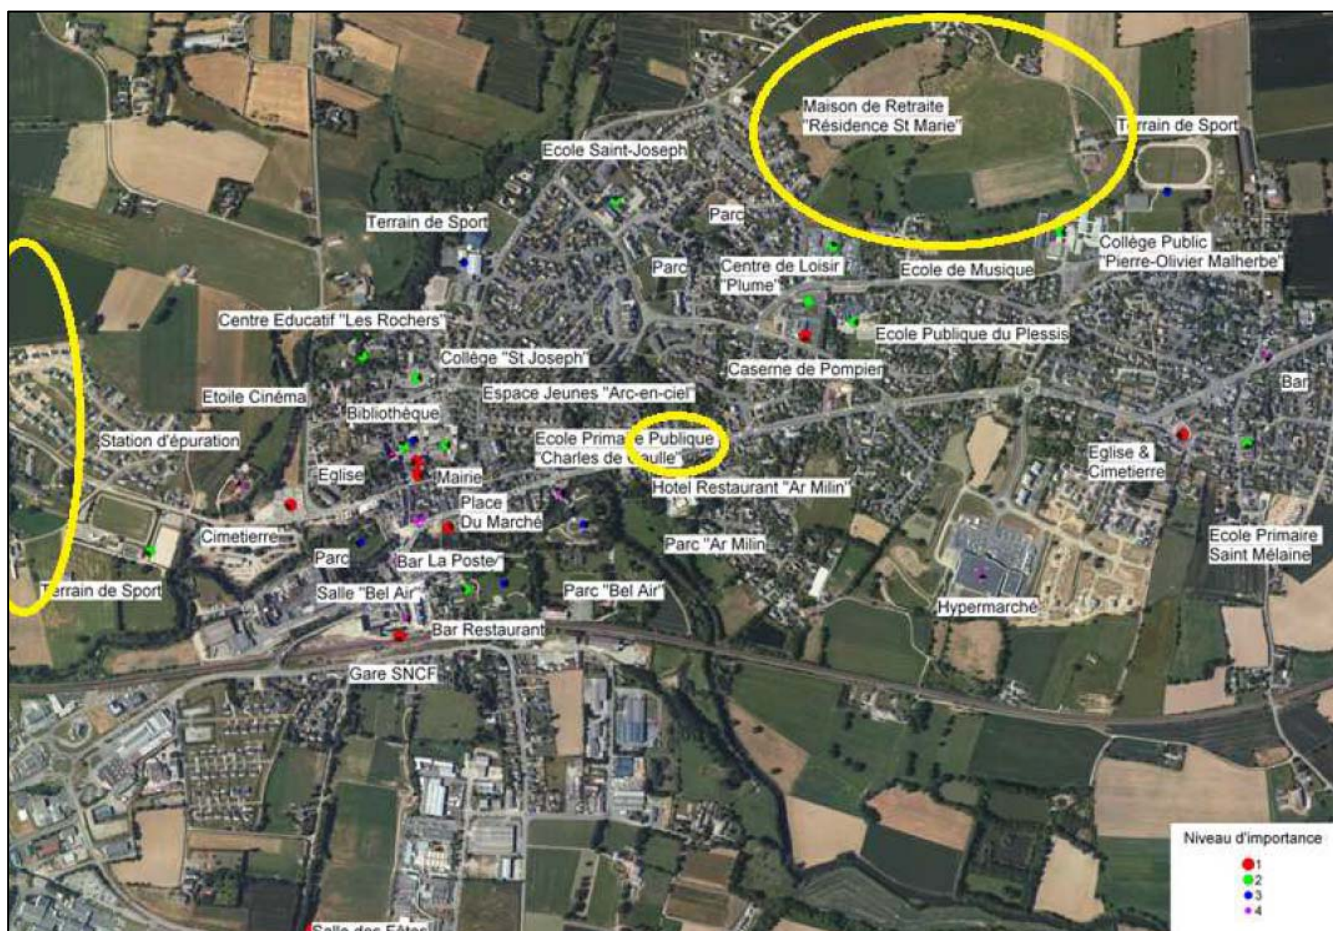 Maison de Retraite
"Résidence St Marie"
Terrain de Sport
Ecole Saint-Joseph
Parc
Terrain de Sport
Collège Public
"Pierre-Olivier Malherbe"
Parc
Centre de Loisir
"Plume"
Ecole de Musique
Centre Educatif "Les Rochers"
Ecole Publique du Plessis
Collège "St Joseph"
Caserne de Pompier
Bar
Etoile Cinéma
Espace Jeunes "Arc-en-ciel"
Bibliothèque
Station d'épuration
Ecole Primaire Publique
"Charles de Gaulle"
Eglise &
Cimetierre
Eglise
Mairie
Hotel Restaurant "Ar Milin"
Place
Du Marché
Cimetierre
Parc "Ar Milin
Ecole Primaire
Saint Mélaine
Parc
Bar La Poste
Terrain de Sport
Salle "Bel Air"
Parc "Bel Air"
Hypermarché
Bar Restaurant
Gare SNCF
Niveau d'importance
1
2
3
4
Salle des Fêtes